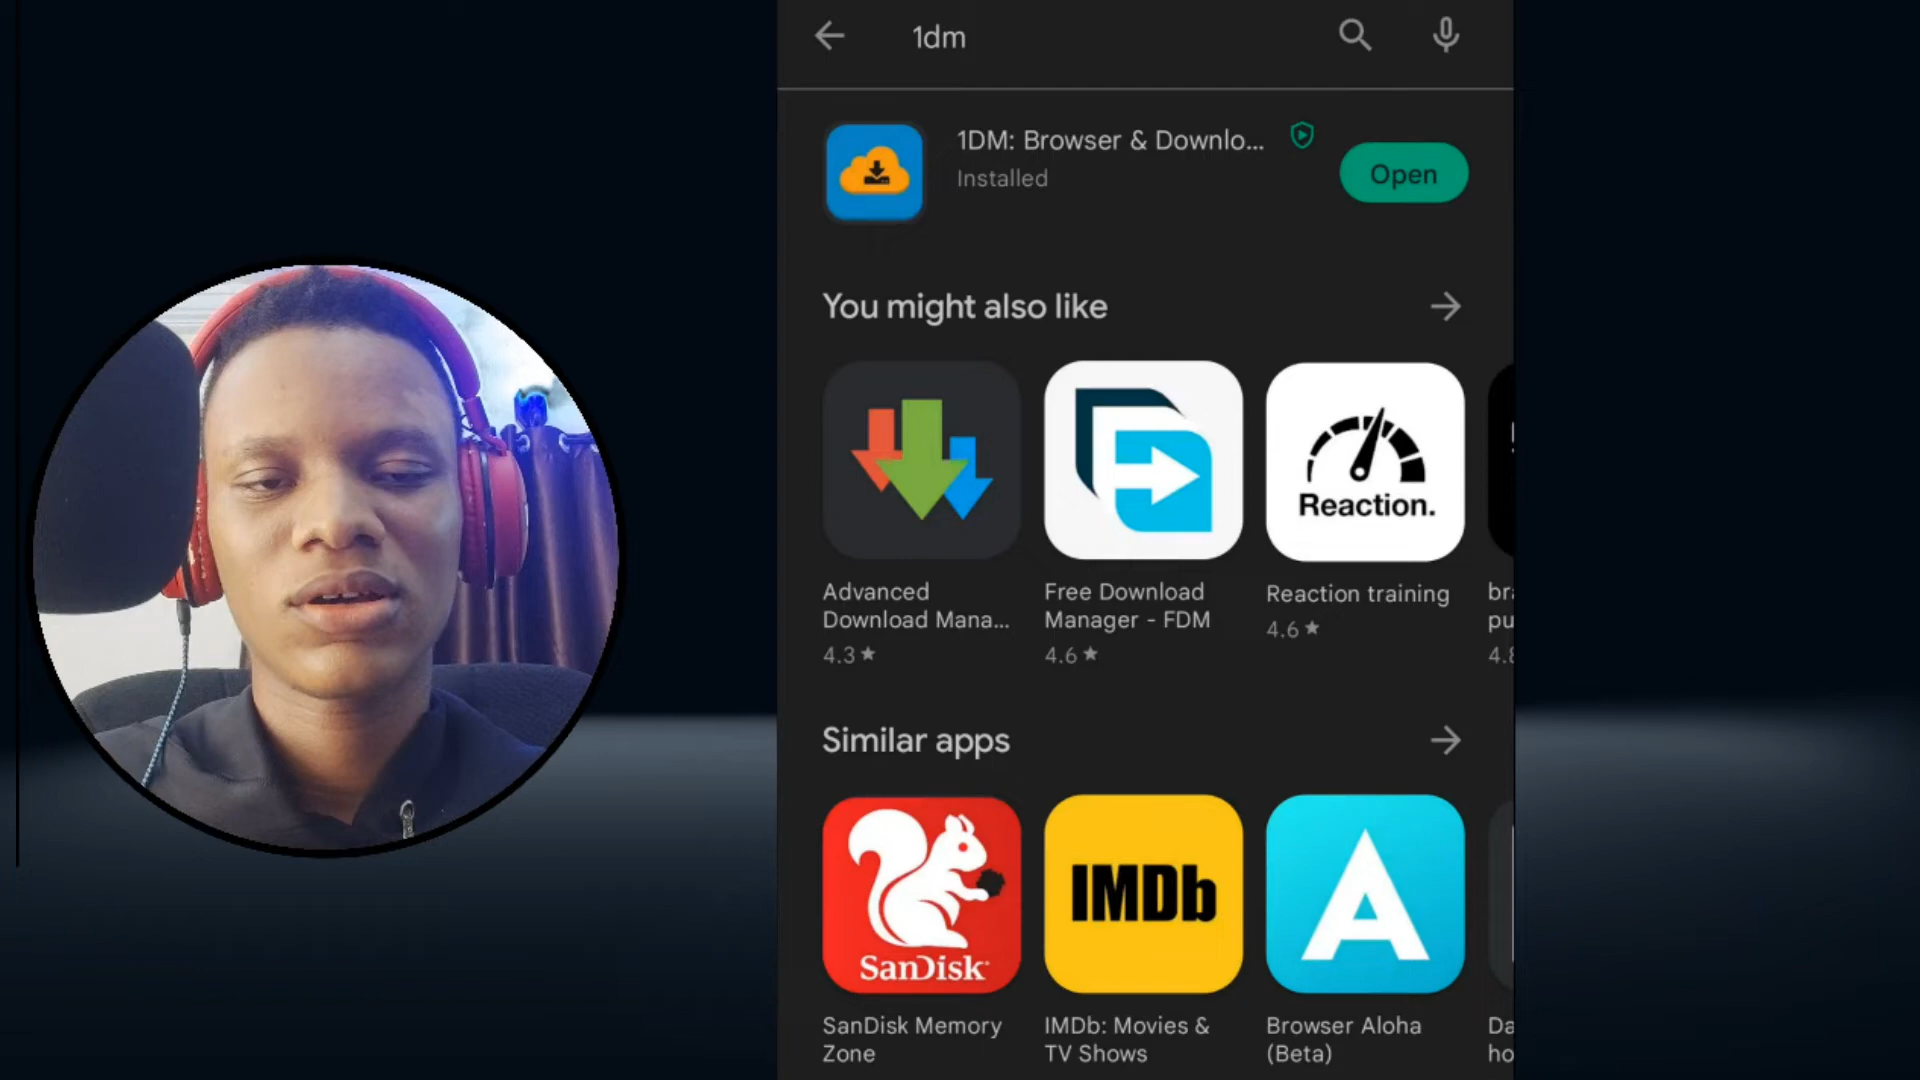 1dm
1DM: Browser & Downlo...
Installed
Open
You might also like
Reaction.
Advanced
Download Mana...
4.3★
Free Download
Manager - FDM
4.6★
Reaction training
4.6★
Similar apps
SanDisk
IMDb
A
SanDisk Memory
Zone
IMDb: Movies &
TV Shows
Browser Aloha
(Beta)